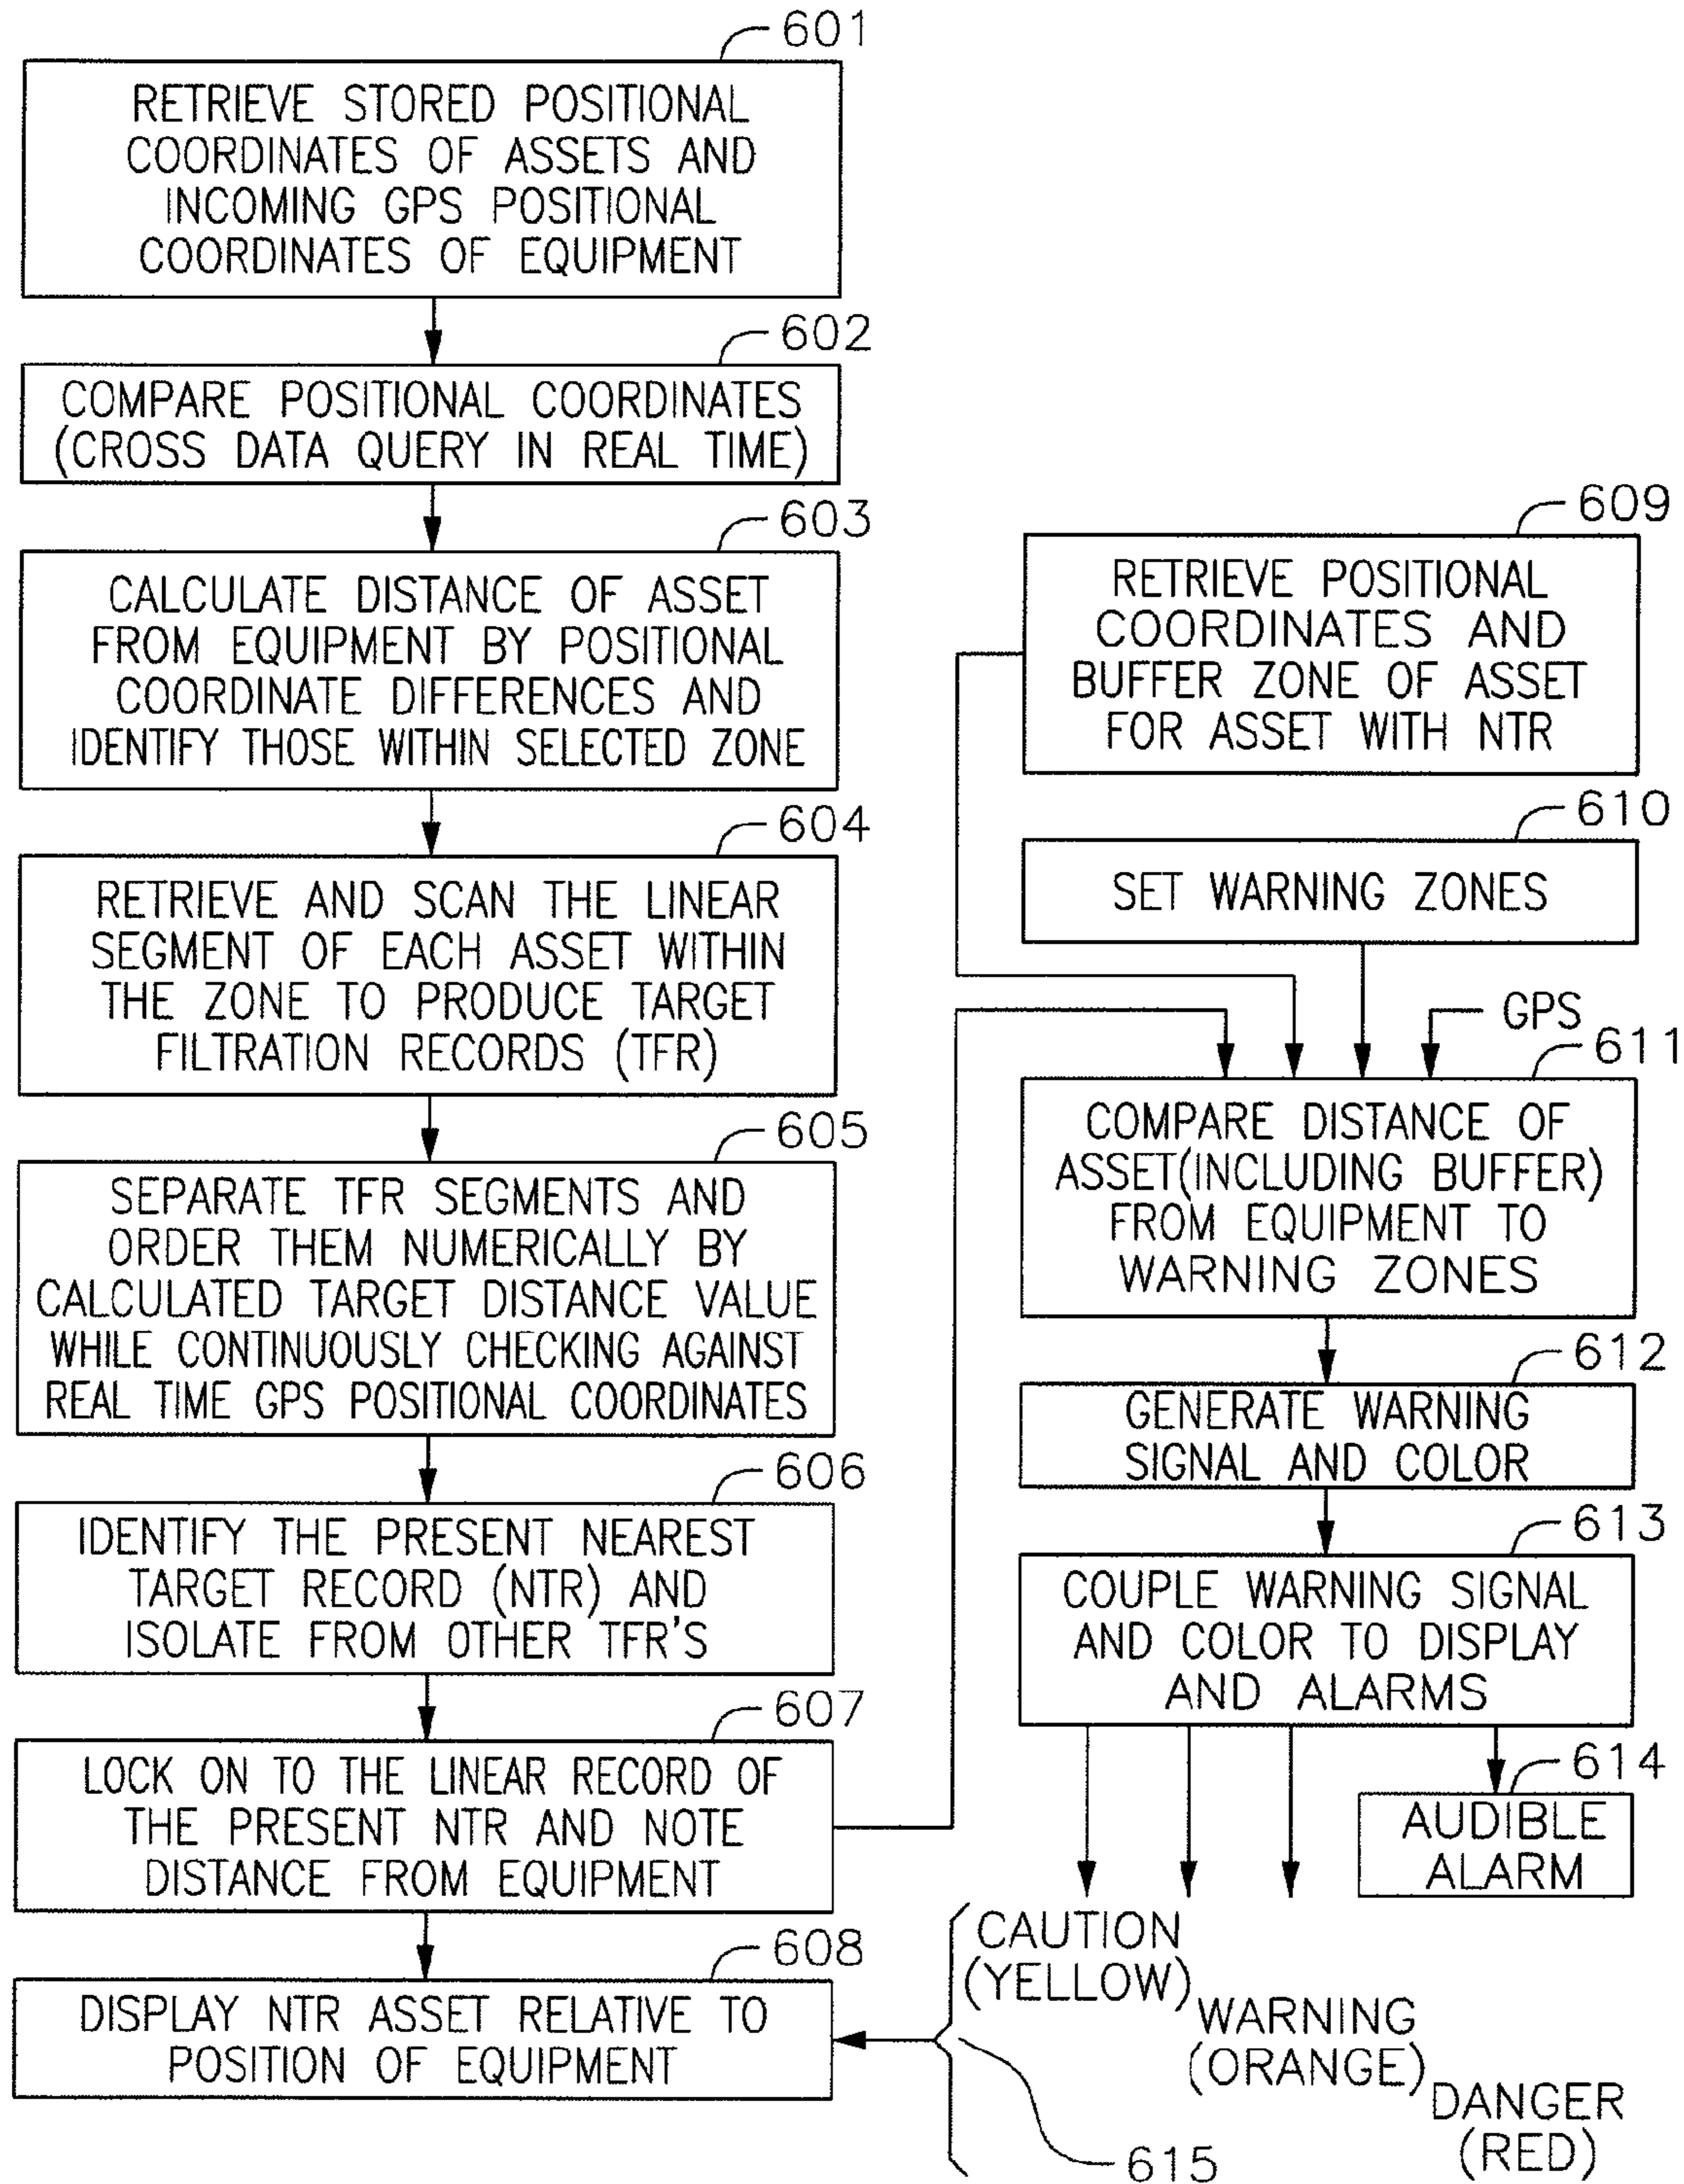 601
RETRIEVE STORED POSITIONAL
COORDINATES OF ASSETS AND
INCOMING GPS POSITIONAL
COORDINATES OF EQUIPMENT
602
COMPARE POSITIONAL COORDINATES
(CROSS DATA QUERY IN REAL TIME)
603
CALCULATE DISTANCE OF ASSET
FROM EQUIPMENT BY POSITIONAL
COORDINATE DIFFERENCES AND
IDENTIFY THOSE WITHIN SELECTED ZONE
604
RETRIEVE AND SCAN THE LINEAR
SEGMENT OF EACH ASSET WITHIN
THE ZONE TO PRODUCE TARGET
FILTRATION RECORDS (TFR)
605
SEPARATE TFR SEGMENTS AND
ORDER THEM NUMERICALLY BY
CALCULATED TARGET DISTANCE VALUE
WHILE CONTINUOUSLY CHECKING AGAINST
REAL TIME GPS POSITIONAL COORDINATES
606
IDENTIFY THE PRESENT NEAREST
TARGET RECORD (NTR) AND
ISOLATE FROM OTHER TFR'S
607
LOCK ON TO THE LINEAR RECORD OF
THE PRESENT NTR AND NOTE
DISTANCE FROM EQUIPMENT
608
DISPLAY NTR ASSET RELATIVE TO
POSITION OF EQUIPMENT
609
RETRIEVE POSITIONAL
COORDINATES AND
BUFFER ZONE OF ASSET
FOR ASSET WITH NTR
610
SET WARNING ZONES
GPS
611
COMPARE DISTANCE OF
ASSET(INCLUDING BUFFER)
FROM EQUIPMENT TO
WARNING ZONES
612
GENERATE WARNING
SIGNAL AND COLOR
613
COUPLE WARNING SIGNAL
AND COLOR TO DISPLAY
AND ALARMS
614
AUDIBLE
ALARM
CAUTION
(YELLOW)
WARNING
(ORANGE)
DANGER
(RED)
615